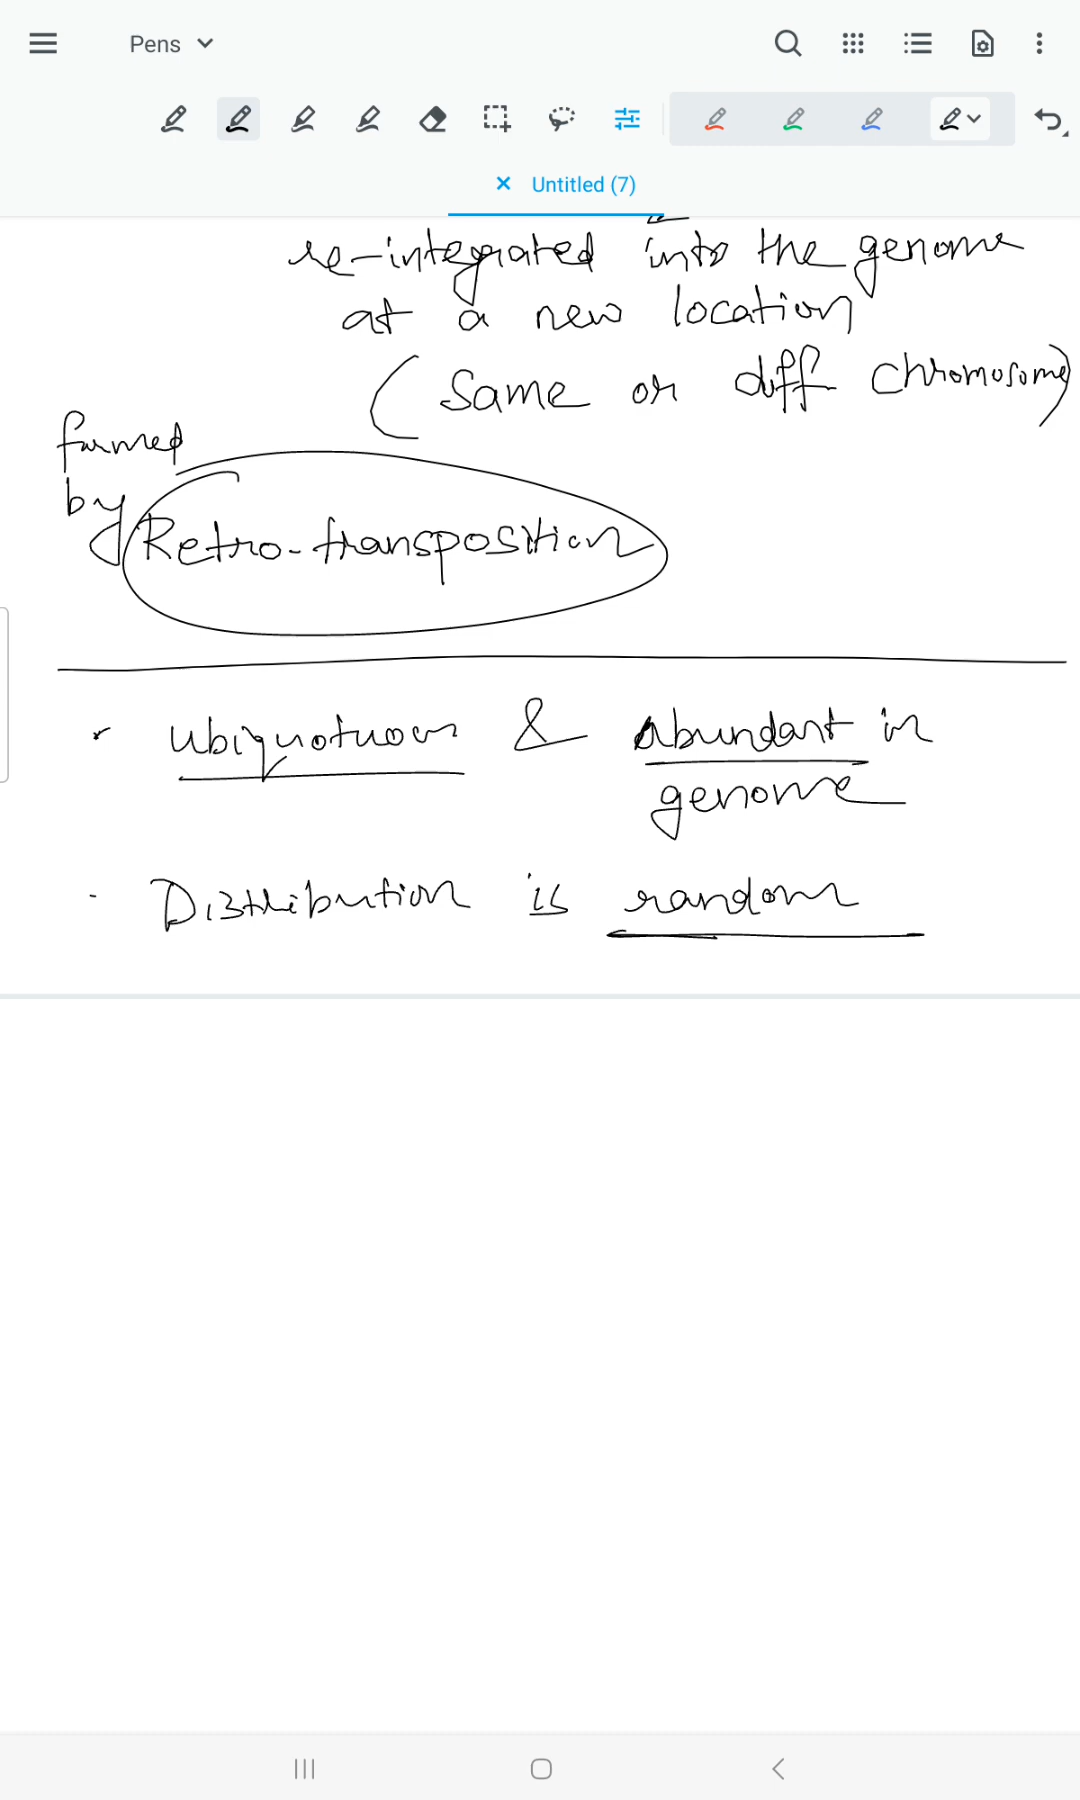 Pens
Untitled (7)
re-integrated into the genome
at a new location
(same or diff chromosome)
formed
by Retro-transposition
ubiquotuous & Abundant in
genome
Distribution is random